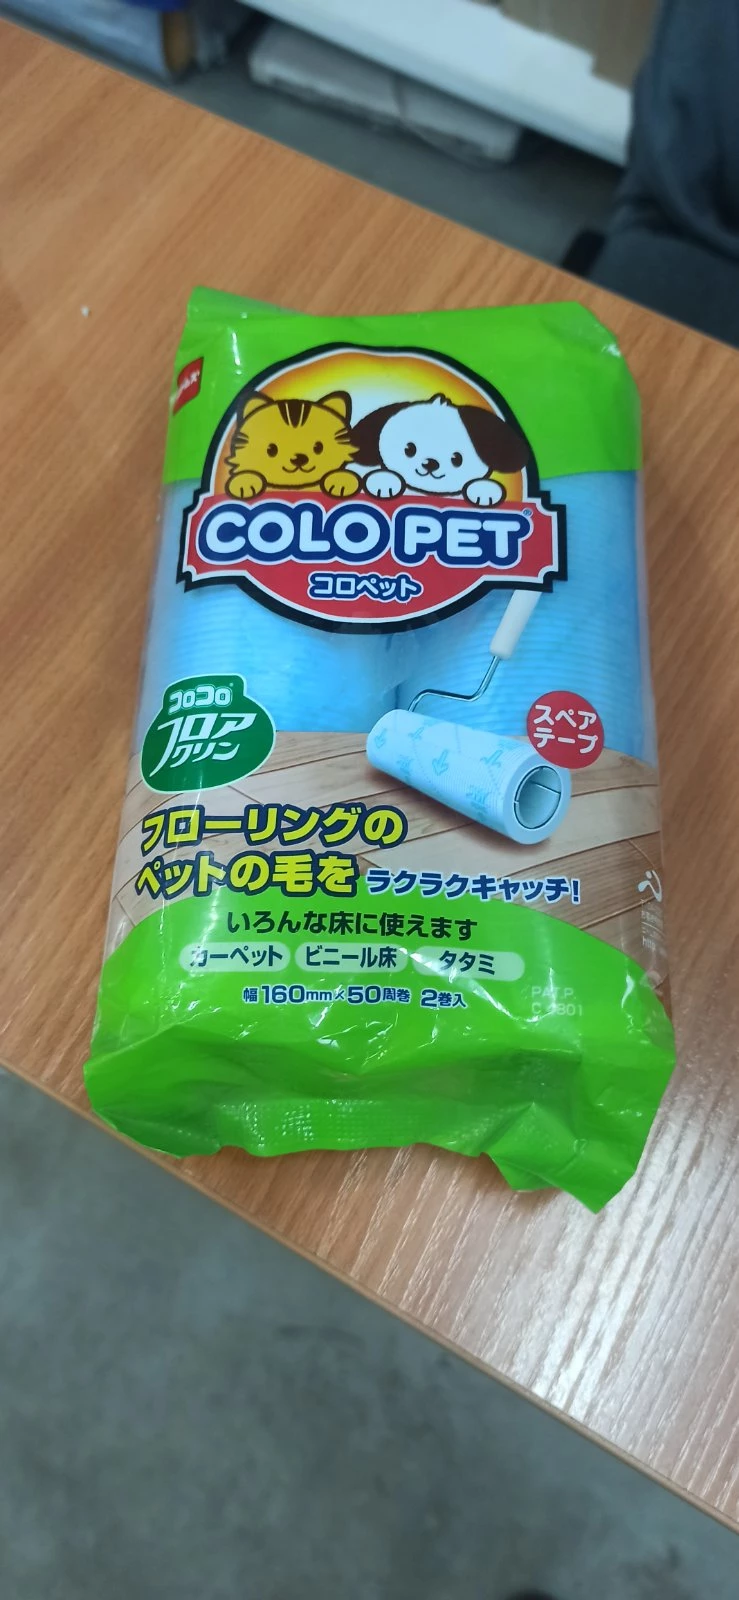 COLO PET®
コロペット
コロコロ®
フロア
クリン
スペア
テープ
フローリングの
ペットの毛を ラクラクキャッチ!
いろんな床に使えます
カーペット ビニール床 タタミ
幅160mm×50周巻 2巻入
PAT.P.